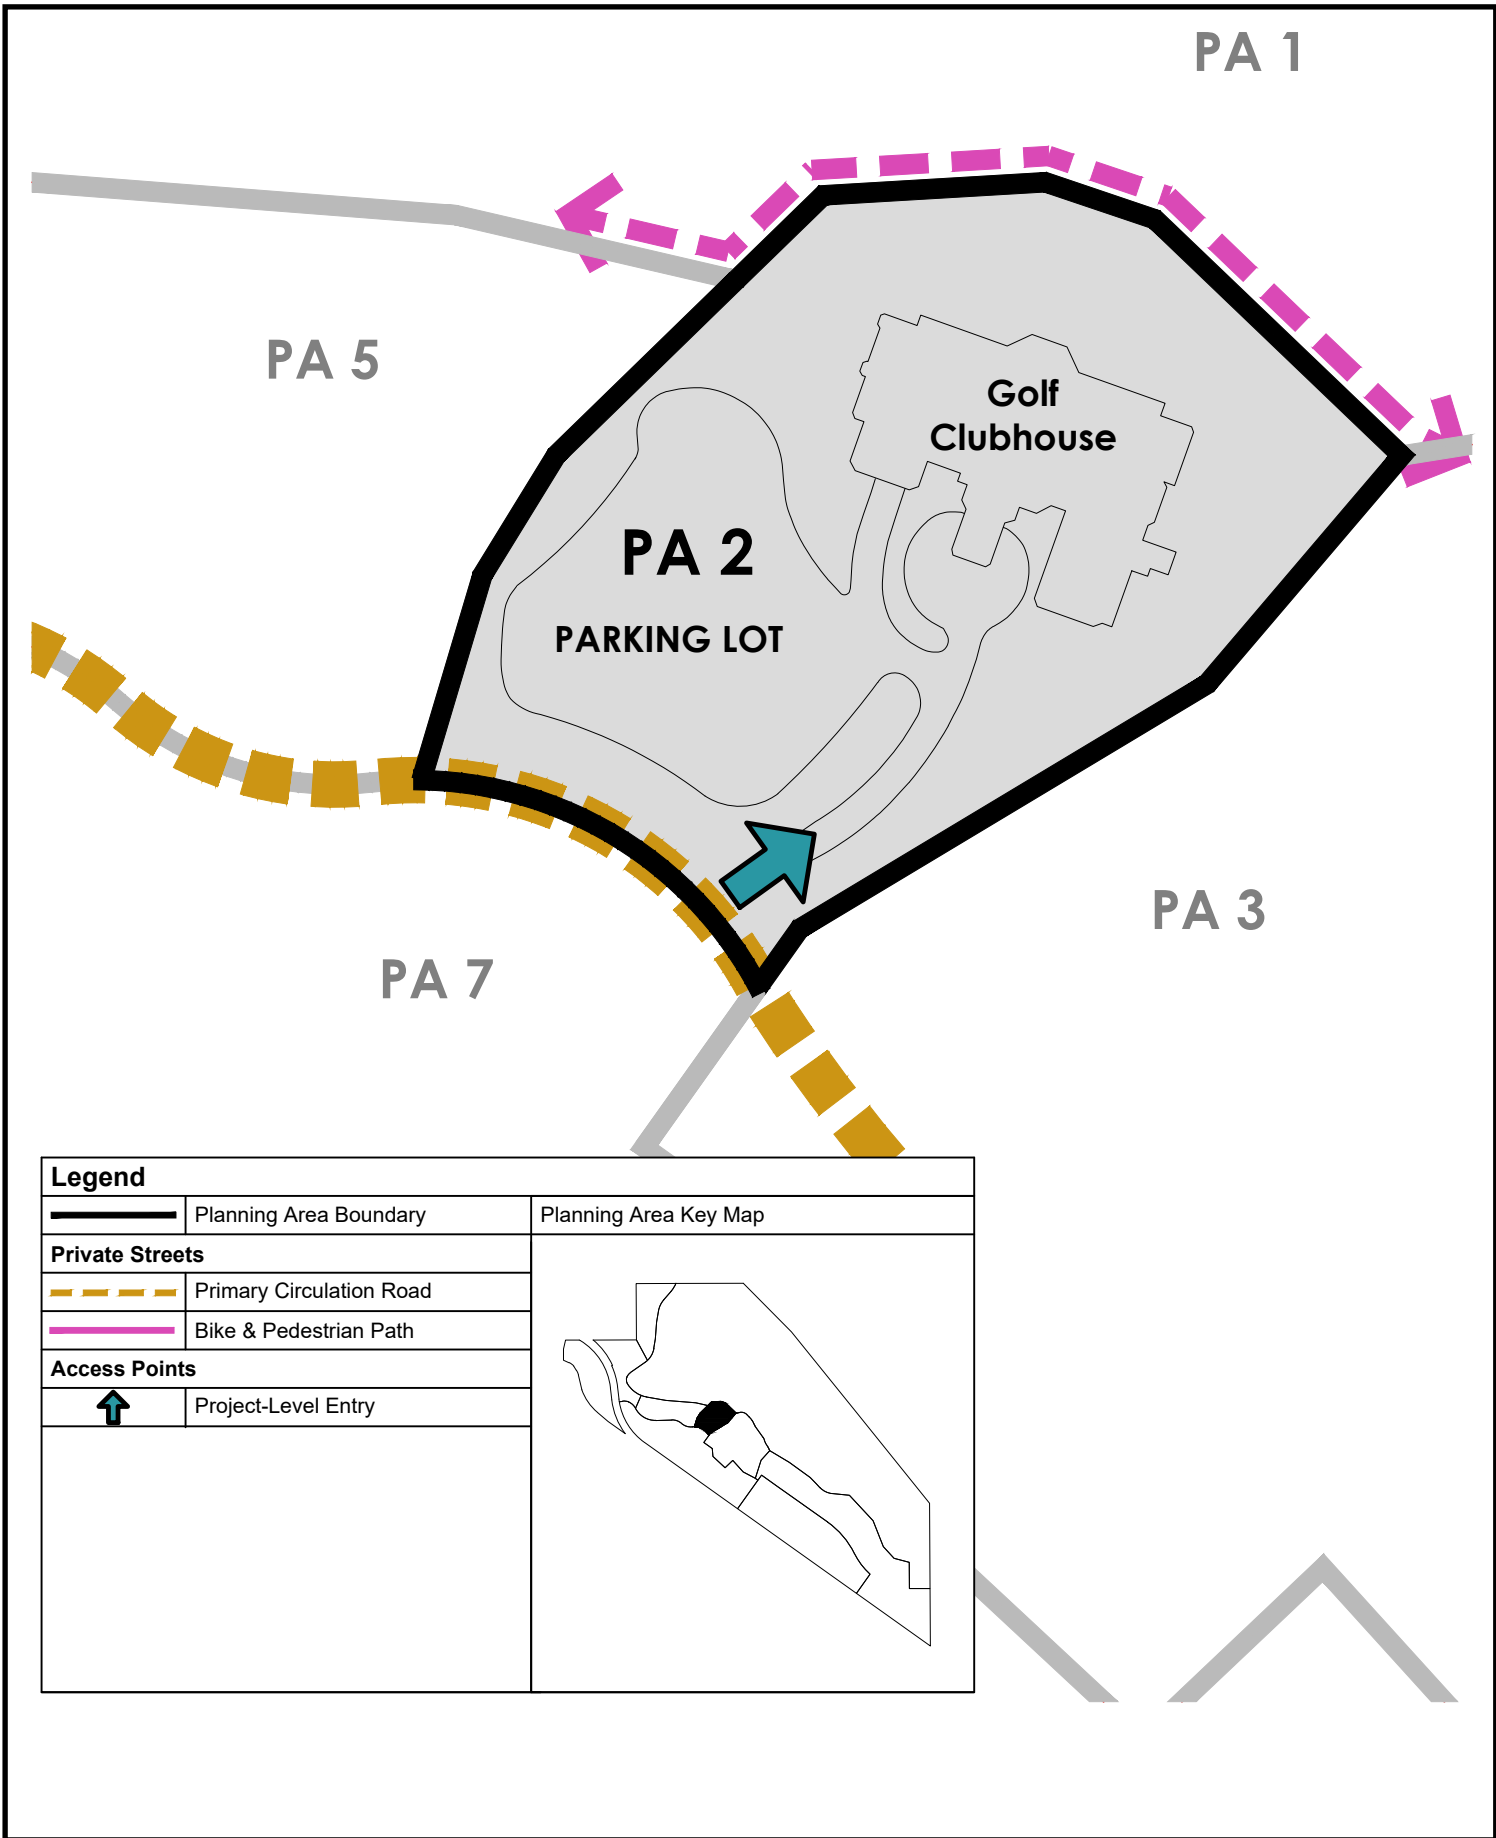 PA 1
PA 5
Golf
Clubhouse
PA 2
PARKING LOT
PA 3
PA 7
Legend
Planning Area Boundary
Planning Area Key Map
Private Streets
Primary Circulation Road
Bike & Pedestrian Path
Access Points
Project-Level Entry